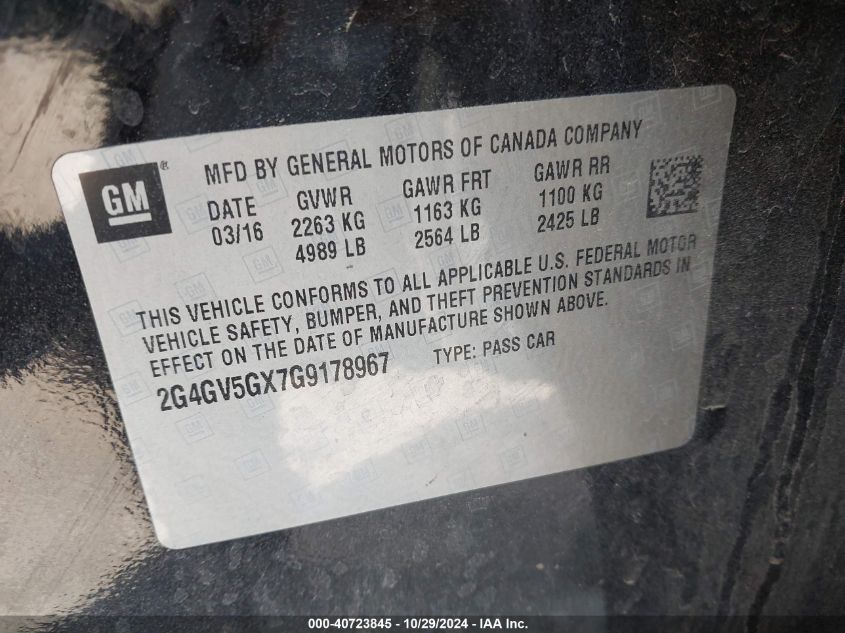 GM ®
MFD BY GENERAL MOTORS OF CANADA COMPANY
DATE GVWR GAWR FRT GAWR RR
03/16 2263 KG 1163 KG 1100 KG
4989 LB 2564 LB 2425 LB
THIS VEHICLE CONFORMS TO ALL APPLICABLE U.S. FEDERAL MOTOR
VEHICLE SAFETY, BUMPER, AND THEFT PREVENTION STANDARDS IN
EFFECT ON THE DATE OF MANUFACTURE SHOWN ABOVE.
2G4GV5GX7G9178967 TYPE: PASS CAR
000-40723845 - 10/29/2024 - IAA Inc.